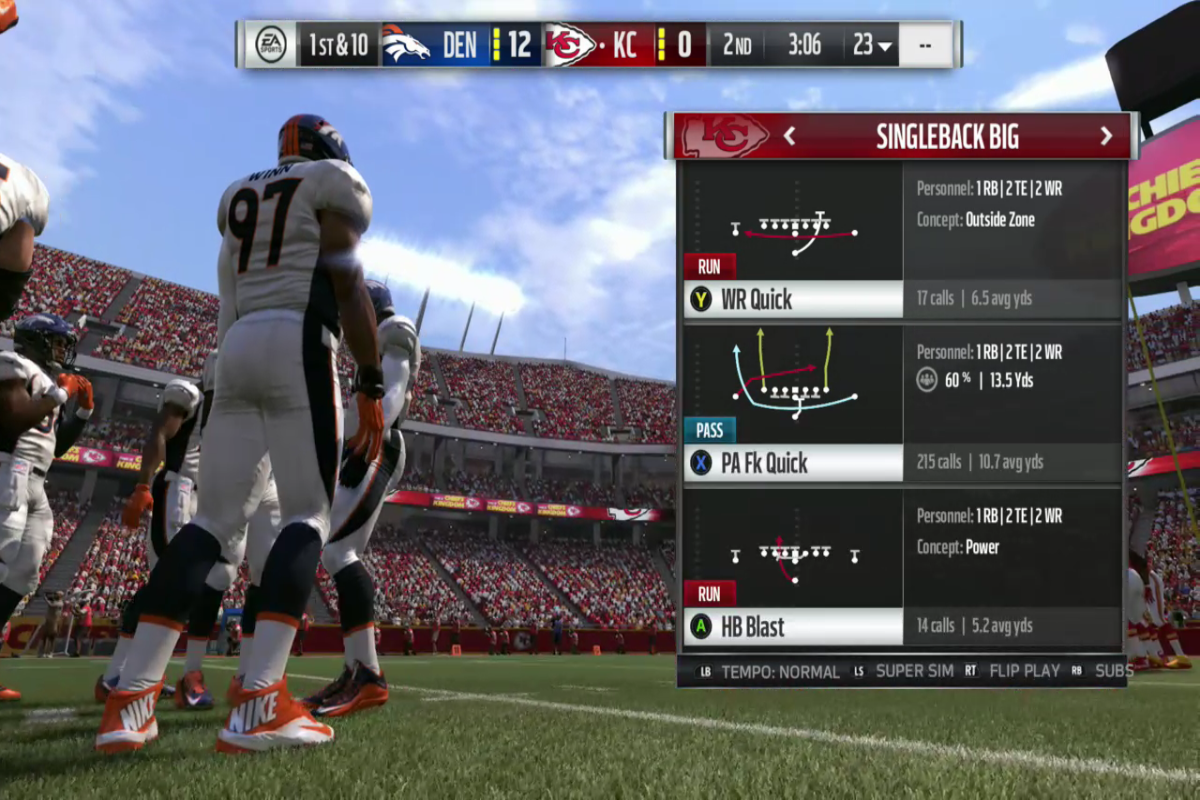 EA SPORTS 1ST & 10 DEN 12 KC 0 2ND 3:06 23 --
KC SINGLEBACK BIG
Personnel: 1 RB | 2 TE | 2 WR
Concept: Outside Zone
RUN
Y WR Quick
17 calls | 6.5 avg yds
Personnel: 1 RB | 2 TE | 2 WR
60 % | 13.5 Yds
PASS
X PA Fk Quick
215 calls | 10.7 avg yds
Personnel: 1 RB | 2 TE | 2 WR
Concept: Power
RUN
A HB Blast
14 calls | 5.2 avg yds
LB TEMPO: NORMAL LS SUPER SIM RT FLIP PLAY RB SUBS
WINN
97
NIKE
NIKE